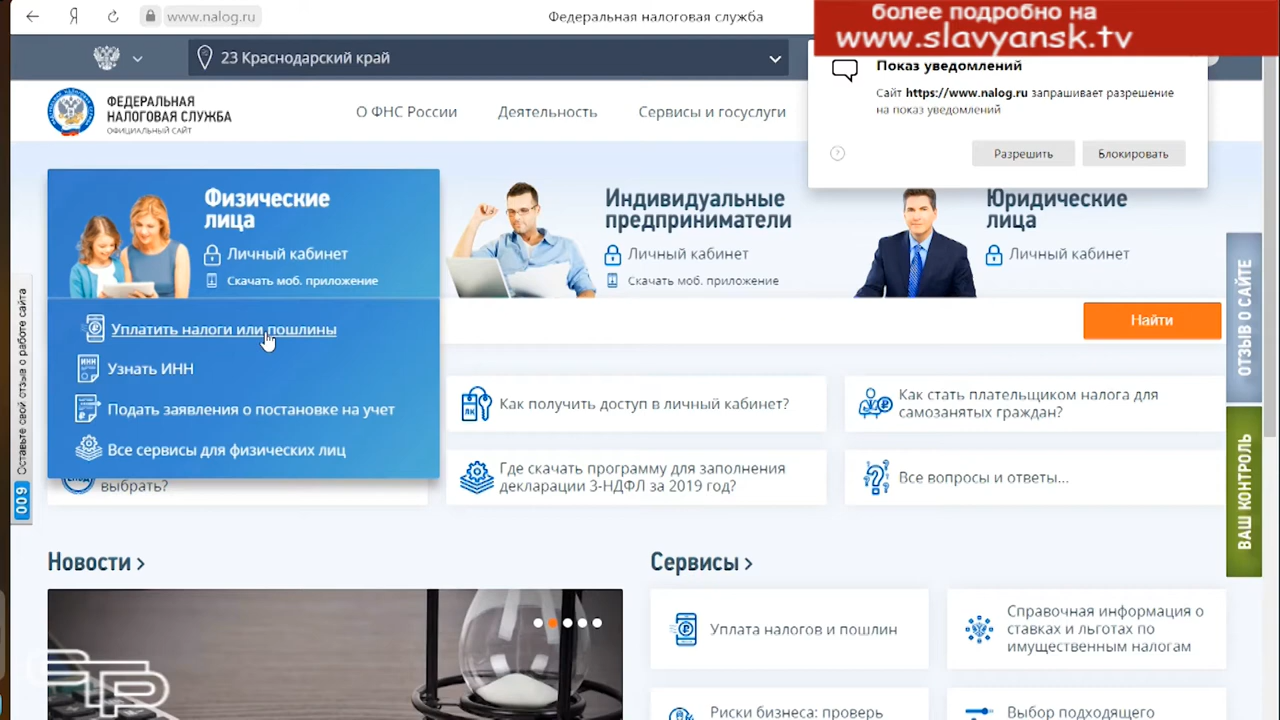 более подробно на
www.slavyansk.tv
www.nalog.ru
Федеральная налоговая служба
23 Краснодарский край
Показ уведомлений
Сайт https://www.nalog.ru запрашивает разрешение
на показ уведомлений
Разрешить
Блокировать
ФЕДЕРАЛЬНАЯ
НАЛОГОВАЯ СЛУЖБА
ОФИЦИАЛЬНЫЙ САЙТ
О ФНС России
Деятельность
Сервисы и госуслуги
Физические
лица
Личный кабинет
Скачать моб. приложение
Уплатить налоги или пошлины
Узнать ИНН
Подать заявления о постановке на учет
Все сервисы для физических лиц
Индивидуальные
предприниматели
Личный кабинет
Скачать моб. приложение
Юридические
лица
Личный кабинет
Найти
выбрать?
Как получить доступ в личный кабинет?
Как стать плательщиком налога для
самозанятых граждан?
Где скачать программу для заполнения
декларации 3-НДФЛ за 2019 год?
Все вопросы и ответы...
Оставьте свой отзыв о работе сайта
600
ОТЗЫВ О САЙТЕ
ВАШ КОНТРОЛЬ
Новости >
Сервисы >
Уплата налогов и пошлин
Справочная информация о
ставках и льготах по
имущественным налогам
Риски бизнеса: проверь
Выбор подходящего
СТР